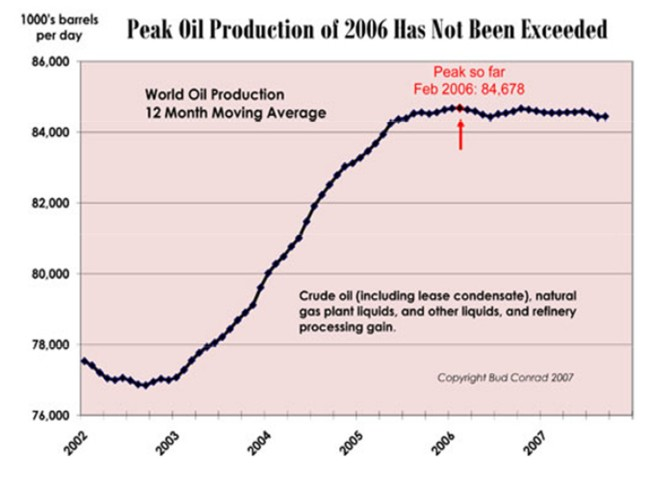 1000's barrels
per day
Peak Oil Production of 2006 Has Not Been Exceeded
86,000
84,000
82,000
80,000
78,000
76,000
World Oil Production
12 Month Moving Average
Peak so far
Feb 2006: 84,678
Crude oil (including lease condensate), natural
gas plant liquids, and other liquids, and refinery
processing gain.
Copyright Bud Conrad 2007
2002
2003
2004
2005
2006
2007